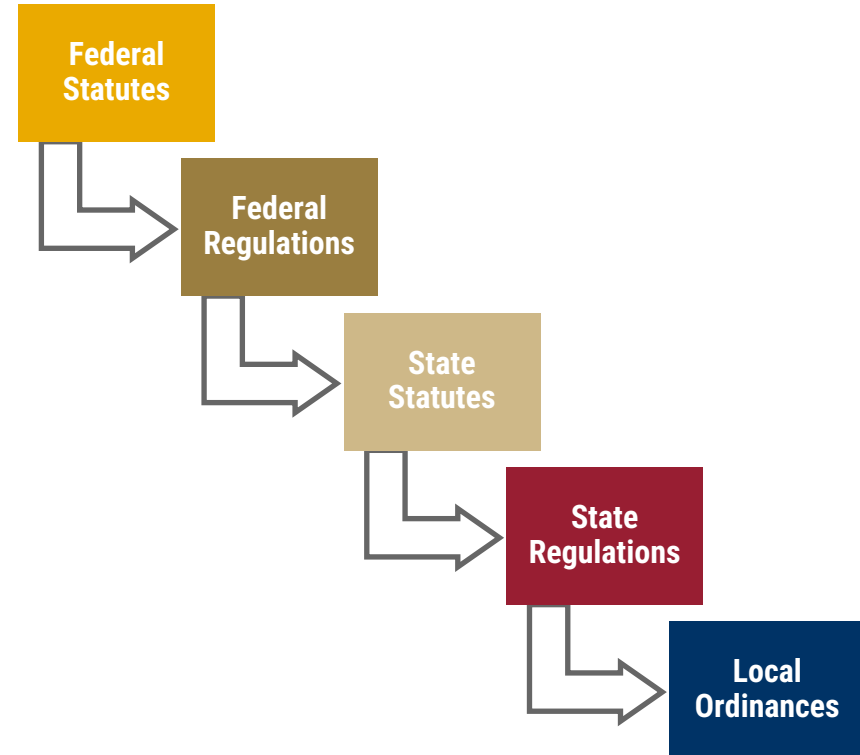 Federal
Statutes
Federal
Regulations
State
Statutes
State
Regulations
Local
Ordinances